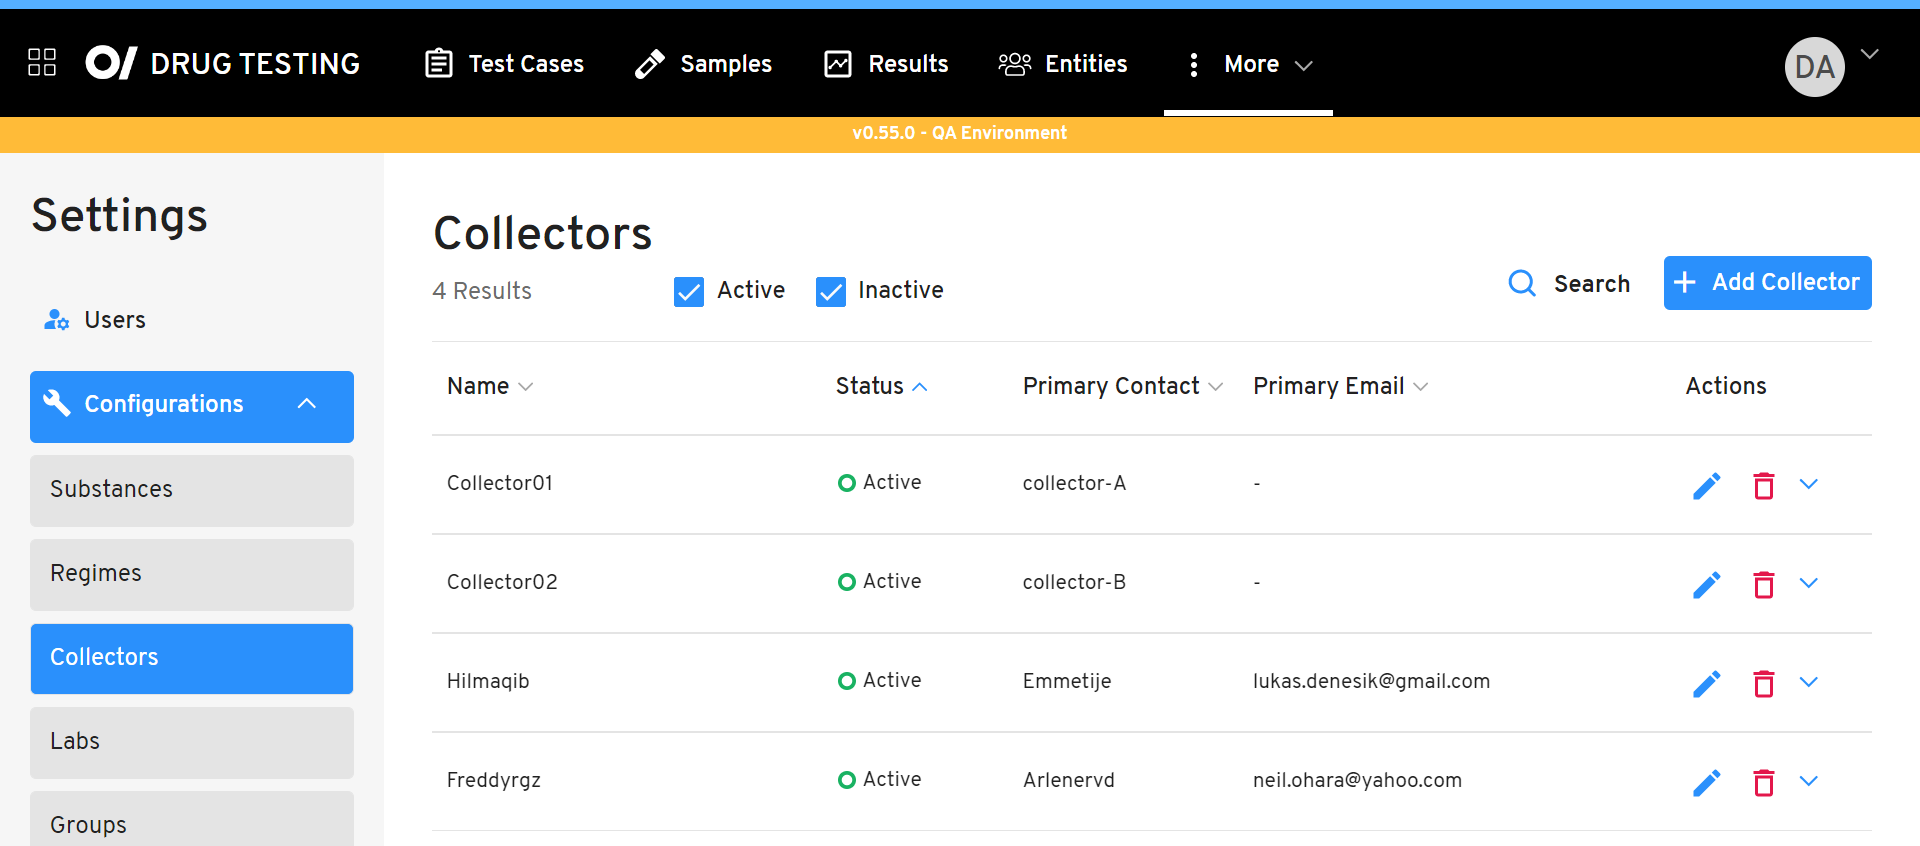 DRUG TESTING Test Cases Samples Results Entities More DA
v0.55.0 - QA Environment
Settings
Users
Configurations
Substances
Regimes
Collectors
Labs
Groups
Collectors
4 Results Active Inactive Search + Add Collector
Name Status Primary Contact Primary Email Actions
Collector01 Active collector-A -
Collector02 Active collector-B -
Hilmaqib Active Emmetije lukas.denesik@gmail.com
Freddyrgz Active Arlenervd neil.ohara@yahoo.com